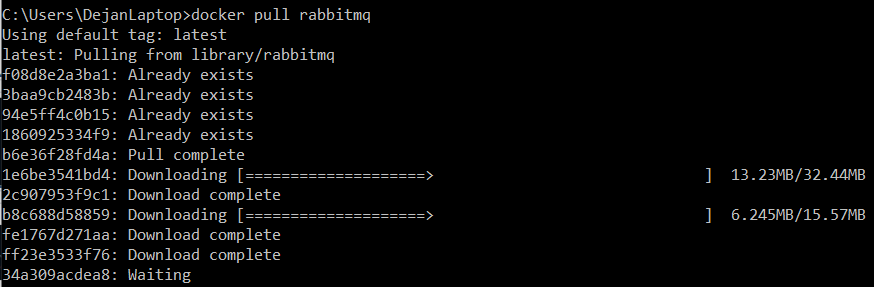 C:\Users\DejanLaptop>docker pull rabbitmq
Using default tag: latest
latest: Pulling from library/rabbitmq
f08d8e2a3ba1: Already exists
3baa9cb2483b: Already exists
94e5ff4c0b15: Already exists
1860925334f9: Already exists
b6e36f28fd4a: Pull complete
1e6be3541bd4: Downloading [====================>                              ]  13.23MB/32.44MB
2c907953f9c1: Download complete
b8c688d58859: Downloading [====================>                              ]  6.245MB/15.57MB
fe1767d271aa: Download complete
ff23e3533f76: Download complete
34a309acdea8: Waiting